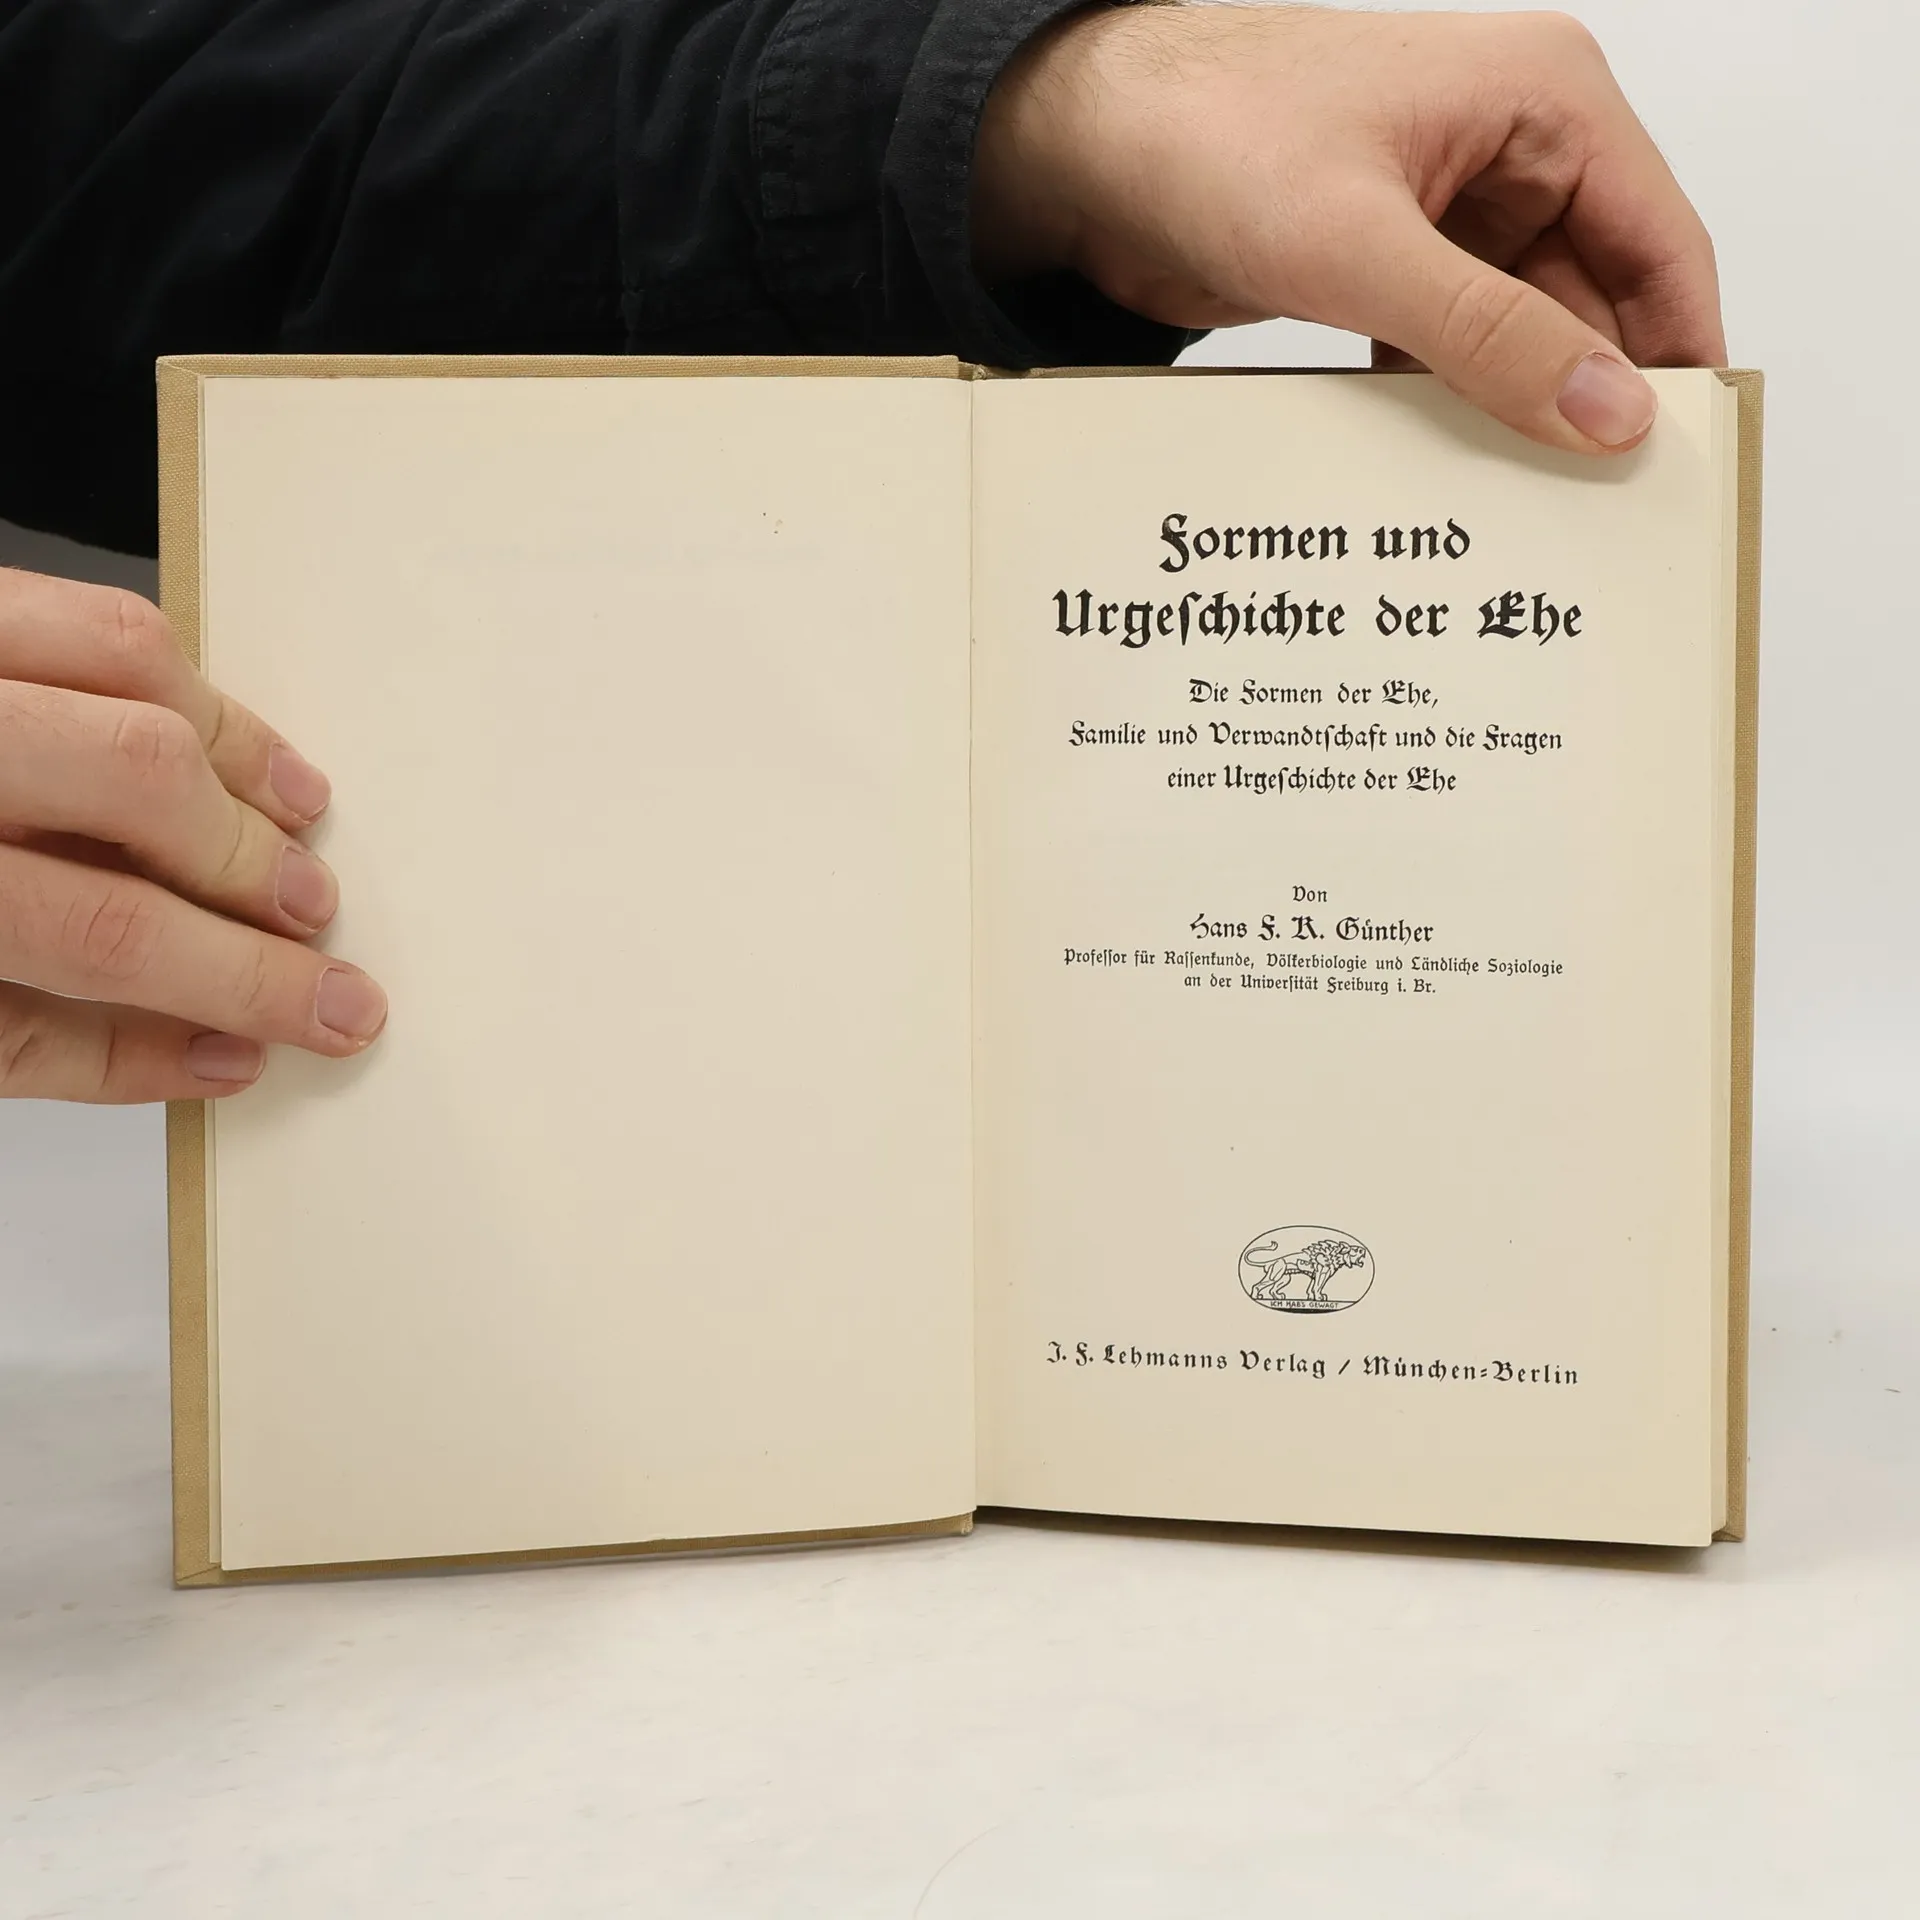 Formen und
Urgeſchichte der Ehe
Die Formen der Ehe,
Familie und Verwandtſchaft und die Fragen
einer Urgeſchichte der Ehe
Von
Hans F. K. Günther
Profeſſor für Raſſenkunde, Völkerbiologie und Ländliche Soziologie
an der Univerſität Freiburg i. Br.
ICH HABS GEWAGT
J. F. Lehmanns Verlag / München-Berlin